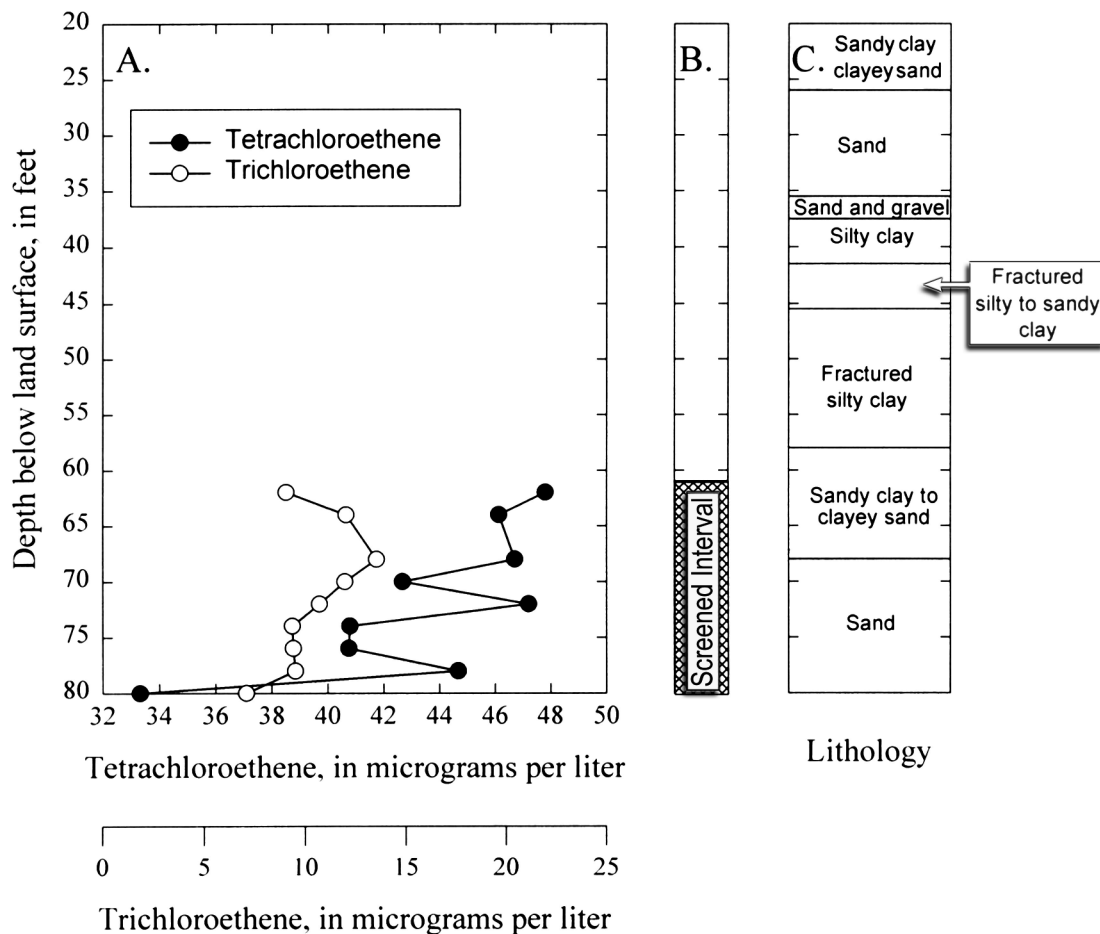 A.
B.
C.
Tetrachloroethene
Trichloroethene
Depth below land surface, in feet
20
25
30
35
40
45
50
55
60
65
70
75
80
32
34
36
38
40
42
44
46
48
50
Tetrachloroethene, in micrograms per liter
0
5
10
15
20
25
Trichloroethene, in micrograms per liter
Screened Interval
Sandy clay
clayey sand
Sand
Sand and gravel
Silty clay
Fractured
silty to sandy
clay
Fractured
silty clay
Sandy clay to
clayey sand
Sand
Lithology